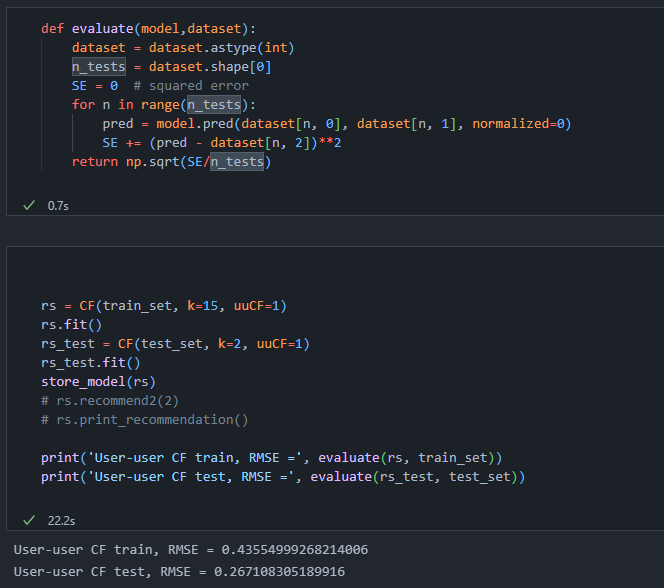 def evaluate(model,dataset):
    dataset = dataset.astype(int)
    n_tests = dataset.shape[0]
    SE = 0  # squared error
    for n in range(n_tests):
        pred = model.pred(dataset[n, 0], dataset[n, 1], normalized=0)
        SE += (pred - dataset[n, 2])**2
    return np.sqrt(SE/n_tests)
✓ 0.7s
rs = CF(train_set, k=15, uuCF=1)
rs.fit()
rs_test = CF(test_set, k=2, uuCF=1)
rs_test.fit()
store_model(rs)
# rs.recommend2(2)
# rs.print_recommendation()
print('User-user CF train, RMSE =', evaluate(rs, train_set))
print('User-user CF test, RMSE =', evaluate(rs_test, test_set))
✓ 22.2s
User-user CF train, RMSE = 0.43554999268214006
User-user CF test, RMSE = 0.267108305189916